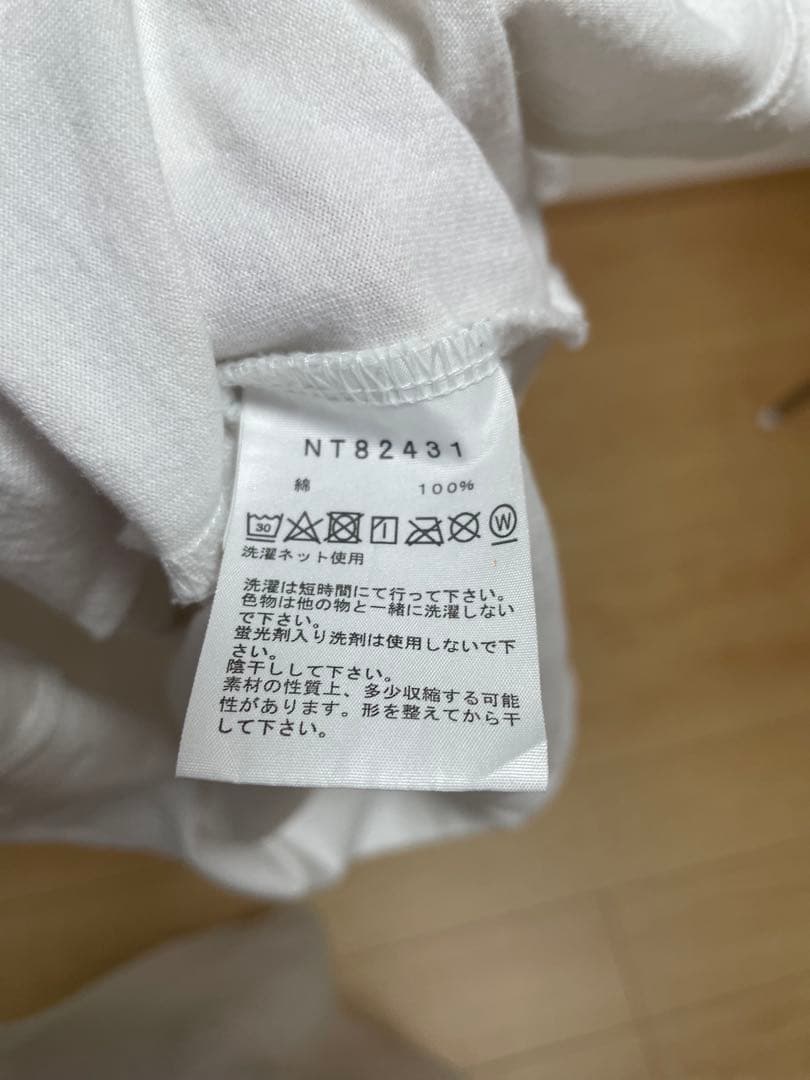 NT82431
綿 100%
30 W
洗濯ネット使用
洗濯は短時間にて行って下さい。
色物は他の物と一緒に洗濯しない
で下さい。
蛍光剤入り洗剤は使用しないで下
さい。
陰干しして下さい。
素材の性質上、多少収縮する可能
性があります。形を整えてから干
して下さい。